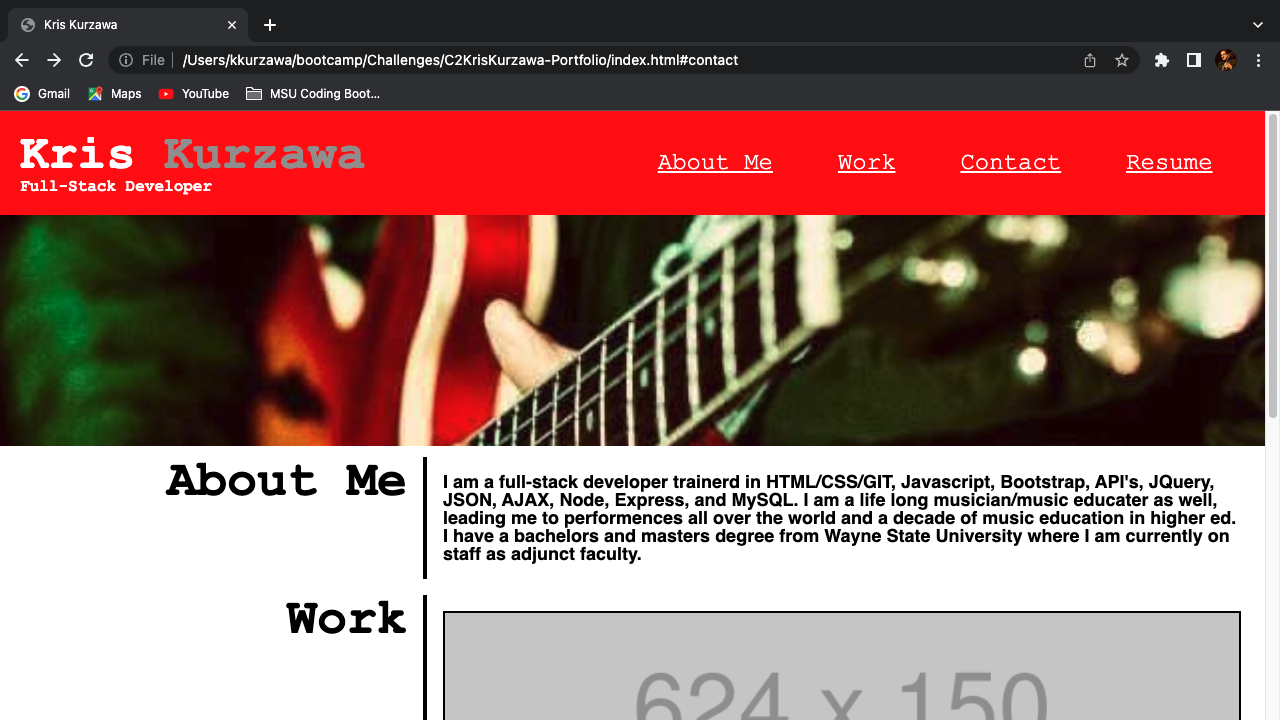 Kris Kurzawa
File
/Users/kkurzawa/bootcamp/Challenges/C2KrisKurzawa-Portfolio/index.html#contact
Gmail
Maps
YouTube
MSU Coding Boot...
Kris Kurzawa
Full-Stack Developer
About Me
Work
Contact
Resume
About Me
I am a full-stack developer trainerd in HTML/CSS/GIT, Javascript, Bootstrap, API's, JQuery,
JSON, AJAX, Node, Express, and MySQL. I am a life long musician/music educater as well,
leading me to performences all over the world and a decade of music education in higher ed.
I have a bachelors and masters degree from Wayne State University where I am currently on
staff as adjunct faculty.
Work
624 x 150